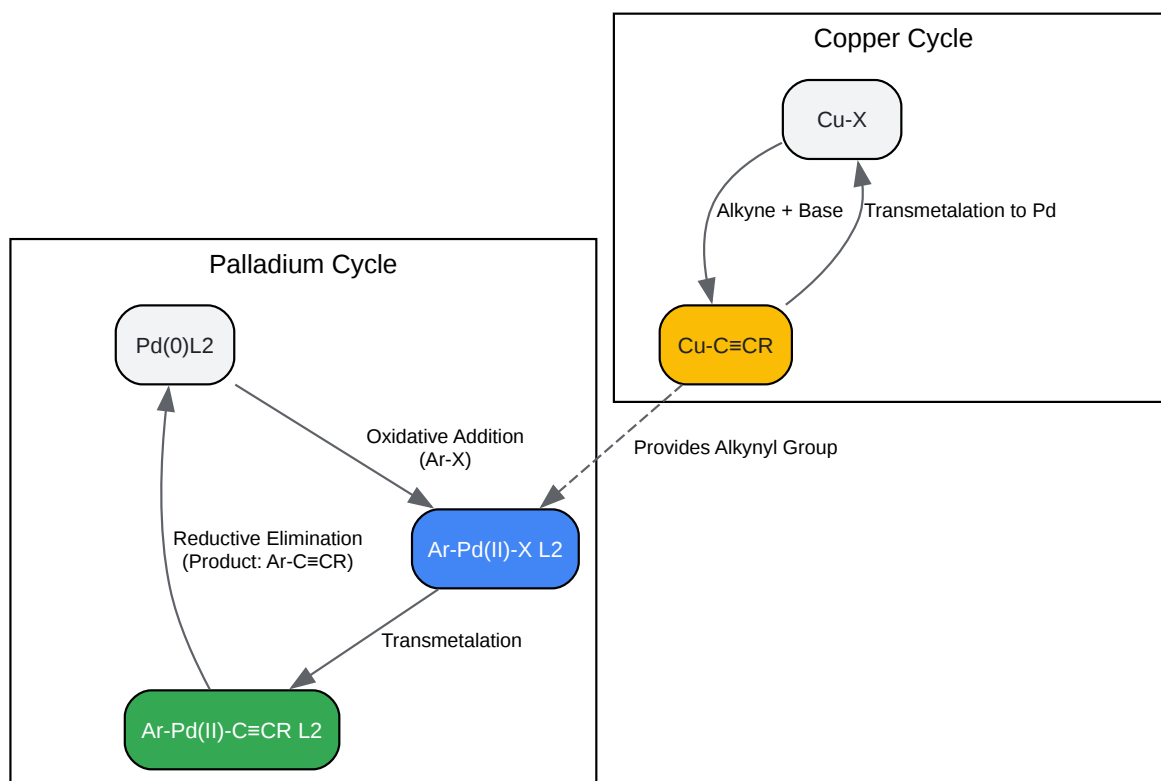 Copper Cycle
Cu-X
Alkyne + Base
Transmetalation to Pd
Cu-C≡CR
Provides Alkynyl Group
Palladium Cycle
Pd(0)L2
Oxidative Addition
(Ar-X)
Ar-Pd(II)-X L2
Reductive Elimination
(Product: Ar-C≡CR)
Transmetalation
Ar-Pd(II)-C≡CR L2